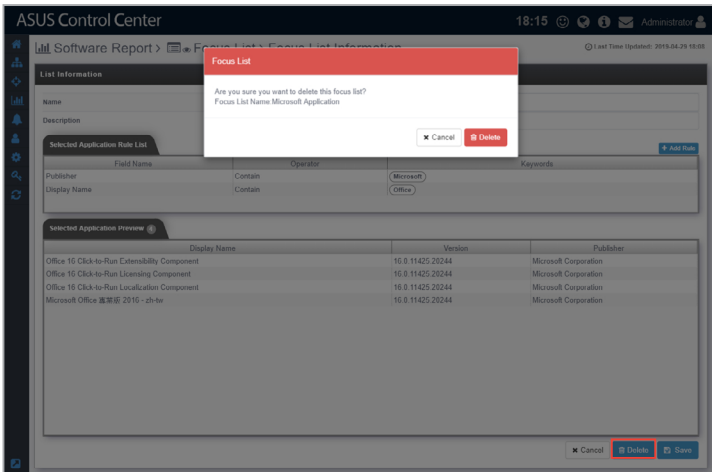 ASUS Control Center
18:15
Administrator
Software Report > Focus List > Focus List Information
Last Time Updated: 2019-04-29 18:08
Focus List
Are you sure you want to delete this focus list?
Focus List Name Microsoft Application
Cancel
Delete
List Information
Name
Description
Selected Application Rule List
Add Rule
Field Name Operator Keywords
Publisher Contain Microsoft
Display Name Contain Office
Selected Application Preview 4
Display Name Version Publisher
Office 16 Click-to-Run Extensibility Component 16.0.11425.20244 Microsoft Corporation
Office 16 Click-to-Run Licensing Component 16.0.11425.20244 Microsoft Corporation
Office 16 Click-to-Run Localization Component 16.0.11425.20244 Microsoft Corporation
Microsoft Office 2016 - zh-tw 16.0.11425.20244 Microsoft Corporation
Cancel Delete Save